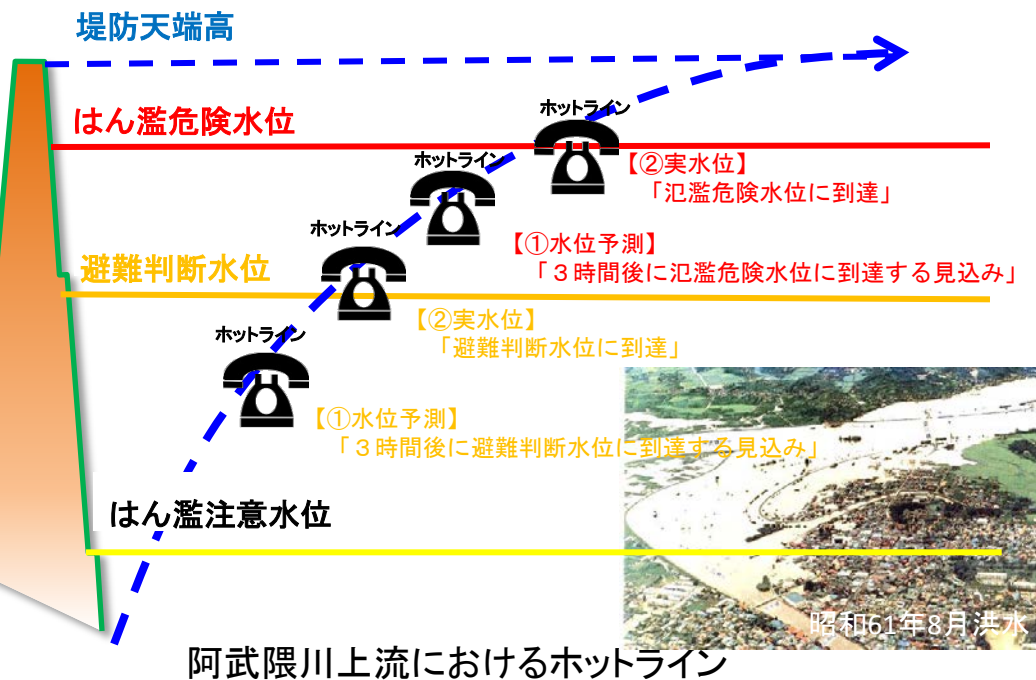 堤防天端高
はん濫危険水位
ホットライン
【②実水位】
「氾濫危険水位に到達」
ホットライン
【①水位予測】
「３時間後に氾濫危険水位に到達する見込み」
避難判断水位
ホットライン
【②実水位】
「避難判断水位に到達」
ホットライン
【①水位予測】
「３時間後に避難判断水位に到達する見込み」
はん濫注意水位
昭和61年8月洪水
阿武隈川上流におけるホットライン